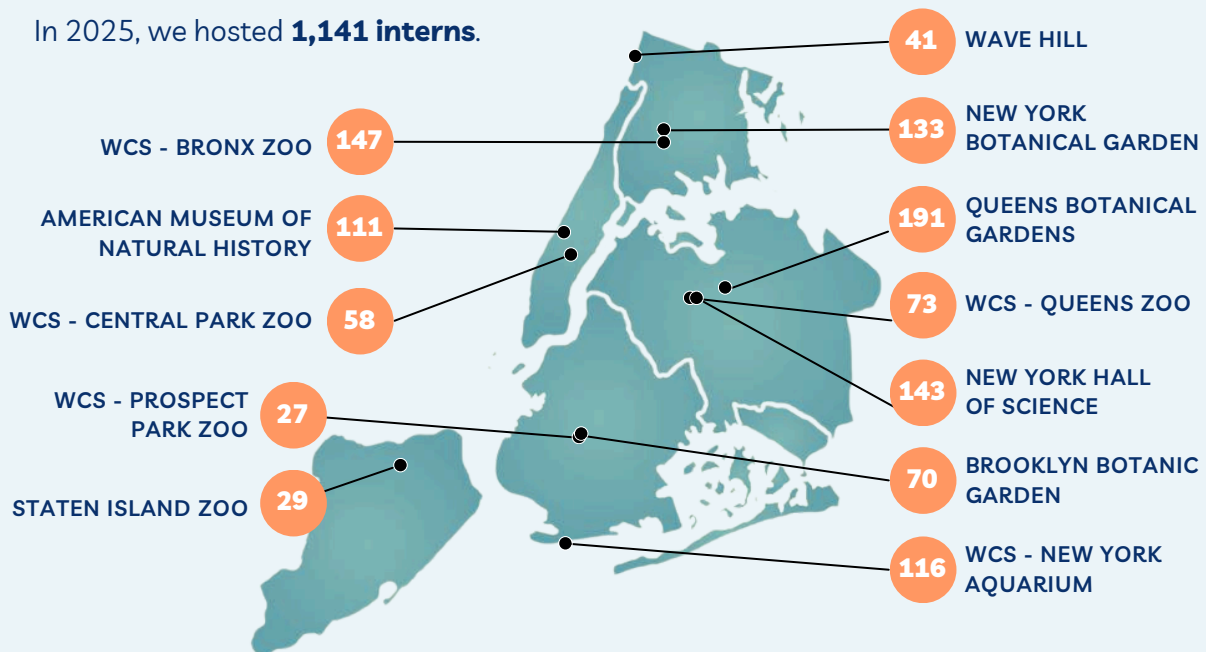 In 2025, we hosted 1,141 interns.
41
WAVE HILL
147
WCS - BRONX ZOO
133
NEW YORK
BOTANICAL GARDEN
111
AMERICAN MUSEUM OF
NATURAL HISTORY
191
QUEENS BOTANICAL
GARDENS
58
WCS - CENTRAL PARK ZOO
73
WCS - QUEENS ZOO
27
WCS - PROSPECT
PARK ZOO
143
NEW YORK HALL
OF SCIENCE
29
STATEN ISLAND ZOO
70
BROOKLYN BOTANIC
GARDEN
116
WCS - NEW YORK
AQUARIUM